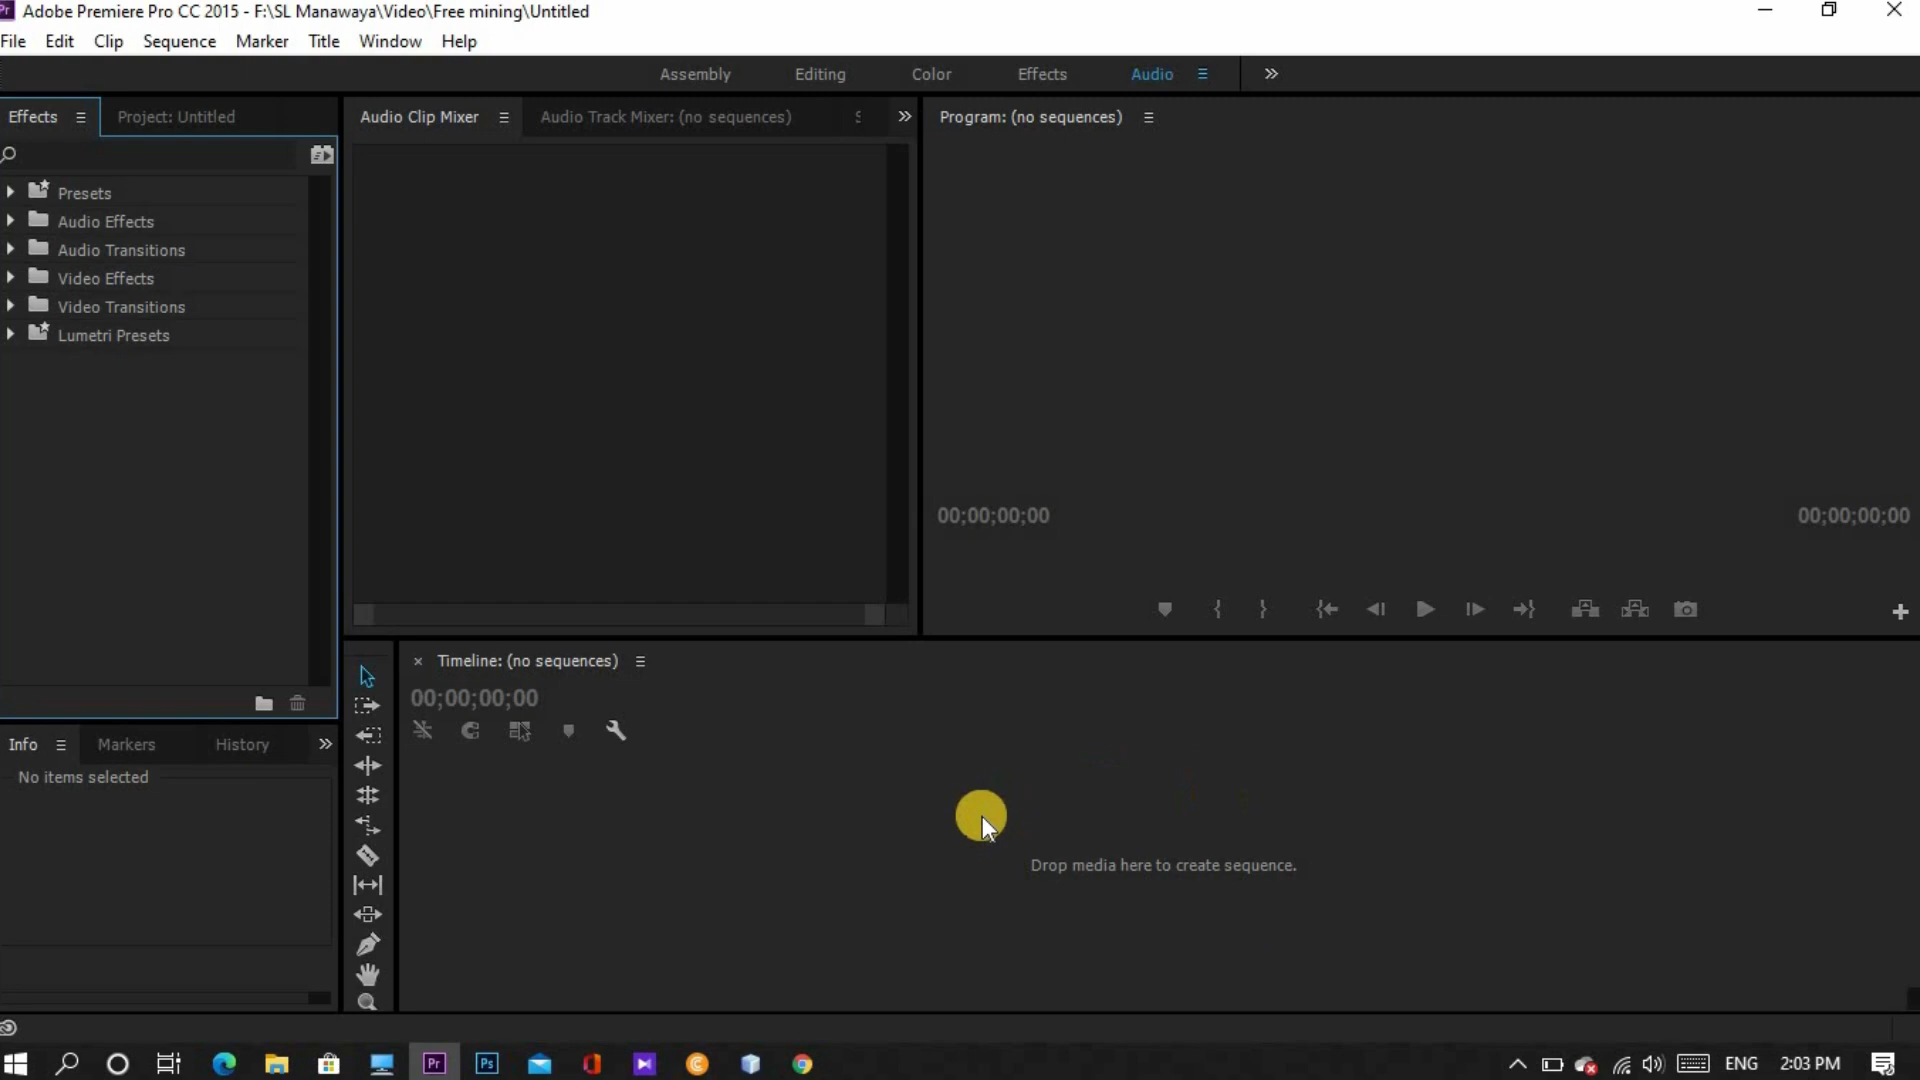 Pr Adobe Premiere Pro CC 2015 - F:\SL Manawaya\Video\Free mining\Untitled
File Edit Clip Sequence Marker Title Window Help
Assembly Editing Color Effects Audio
Effects Project: Untitled Audio Clip Mixer Audio Track Mixer: (no sequences) Program: (no sequences)
Presets
Audio Effects
Audio Transitions
Video Effects
Video Transitions
Lumetri Presets
00;00;00;00 00;00;00;00
Timeline: (no sequences)
00;00;00;00
Info Markers History
No items selected
Drop media here to create sequence.
Pr Ps ENG 2:03 PM